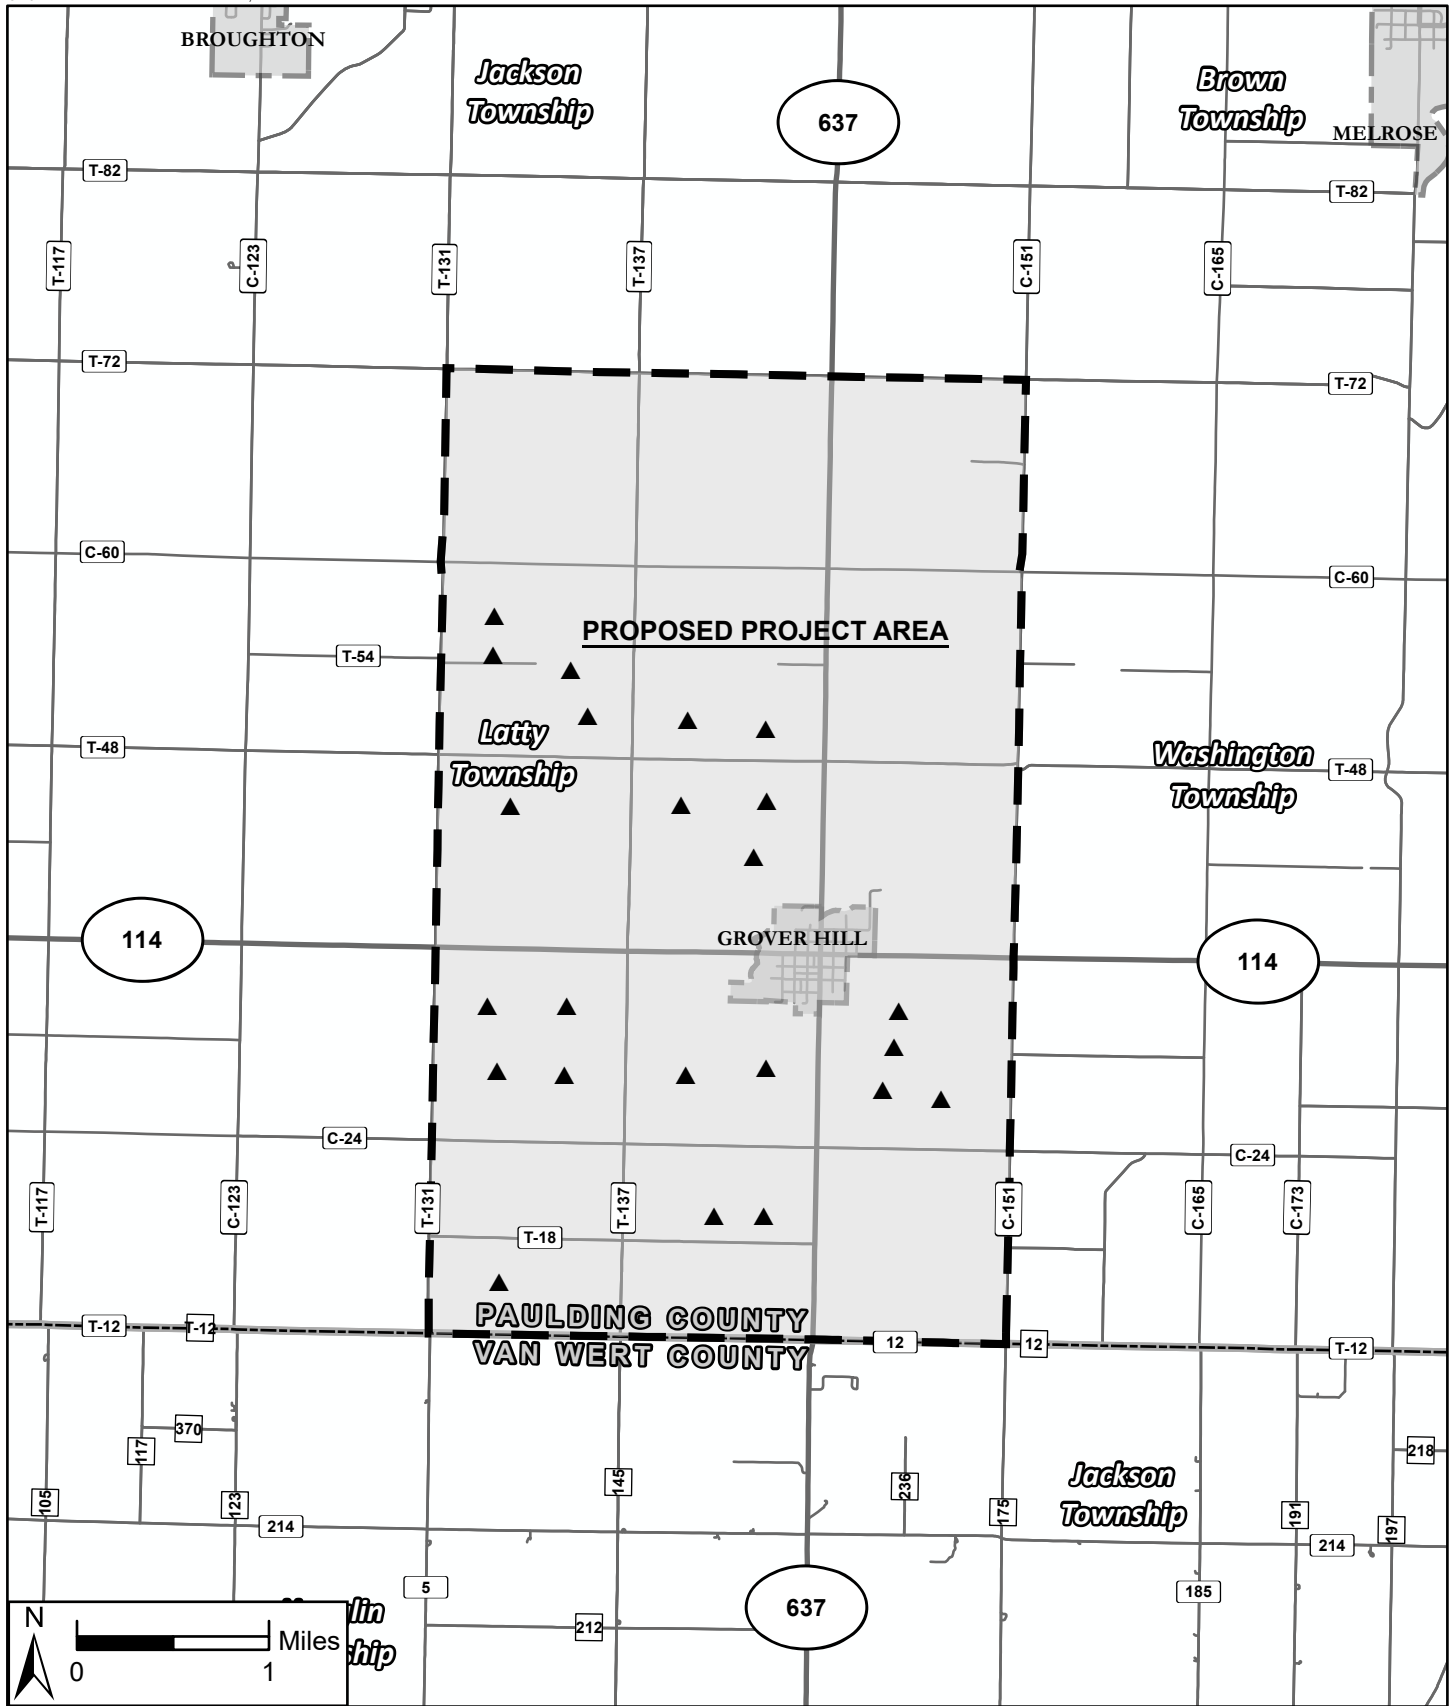 BROUGHTON
Jackson
Township
637
Brown
Township
MELROSE
T-82
T-82
T-117
C-123
T-131
T-137
C-151
C-165
T-72
T-72
C-60
C-60
PROPOSED PROJECT AREA
T-54
Latty
Township
T-48
Washington
Township
T-48
114
GROVER HILL
114
C-24
C-24
T-117
C-123
T-131
T-137
C-151
C-165
C-173
T-18
PAULDING COUNTY
T-12
T-12
12
12
T-12
VAN WERT COUNTY
370
117
218
145
236
Jackson
Township
105
123
175
191
197
214
214
5
185
637
212
lin
ship
N
Miles
0
1